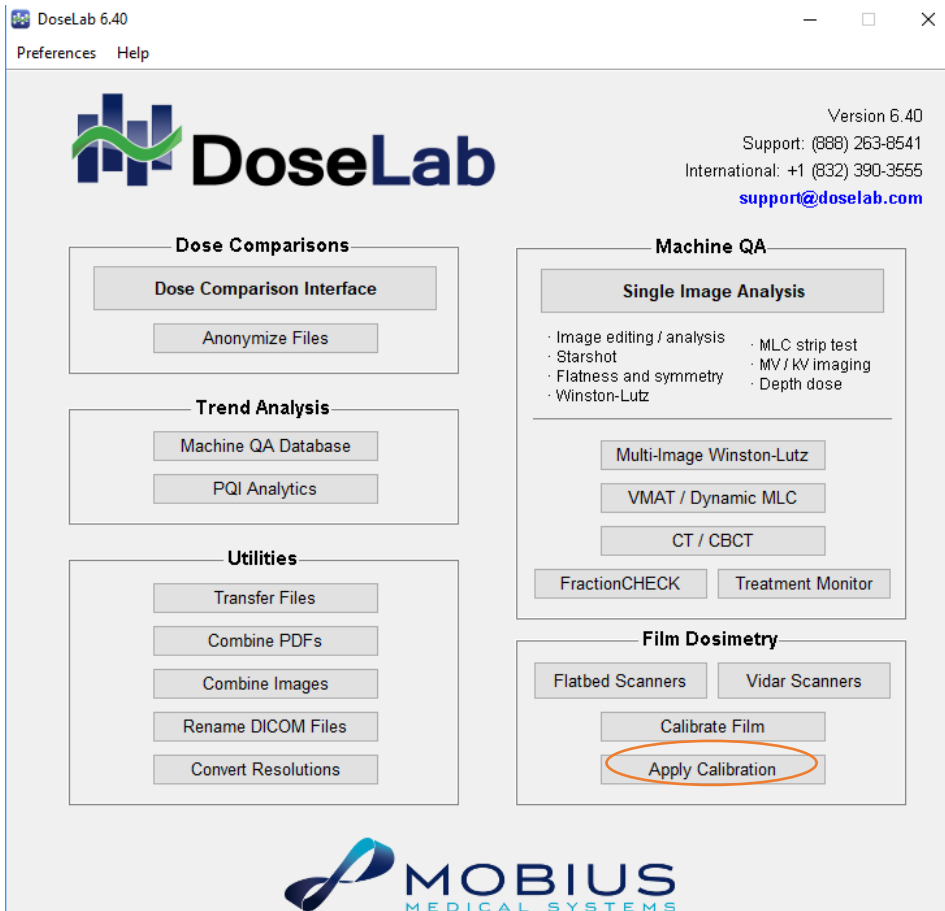 DoseLab 6.40
Preferences Help
DoseLab
Version 6.40
Support: (888) 263-8541
International: +1 (832) 390-3555
support@doselab.com
Dose Comparisons
Dose Comparison Interface
Anonymize Files
Trend Analysis
Machine QA Database
PQI Analytics
Utilities
Transfer Files
Combine PDFs
Combine Images
Rename DICOM Files
Convert Resolutions
Machine QA
Single Image Analysis
· Image editing / analysis
· Starshot
· Flatness and symmetry
· Winston-Lutz
· MLC strip test
· MV / kV imaging
· Depth dose
Multi-Image Winston-Lutz
VMAT / Dynamic MLC
CT / CBCT
FractionCHECK Treatment Monitor
Film Dosimetry
Flatbed Scanners Vidar Scanners
Calibrate Film
Apply Calibration
MOBIUS
MEDICAL SYSTEMS